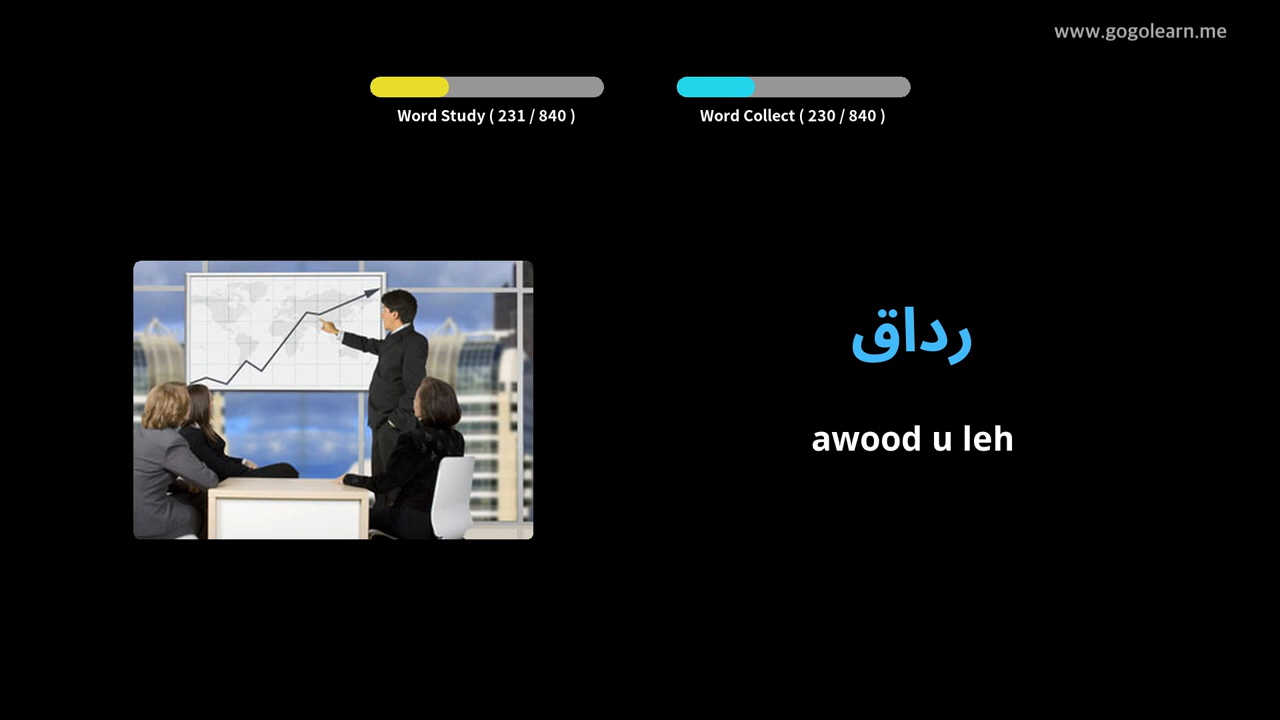 www.gogolearn.me
Word Study ( 231 / 840 )
Word Collect ( 230 / 840 )
رداق
awood u leh